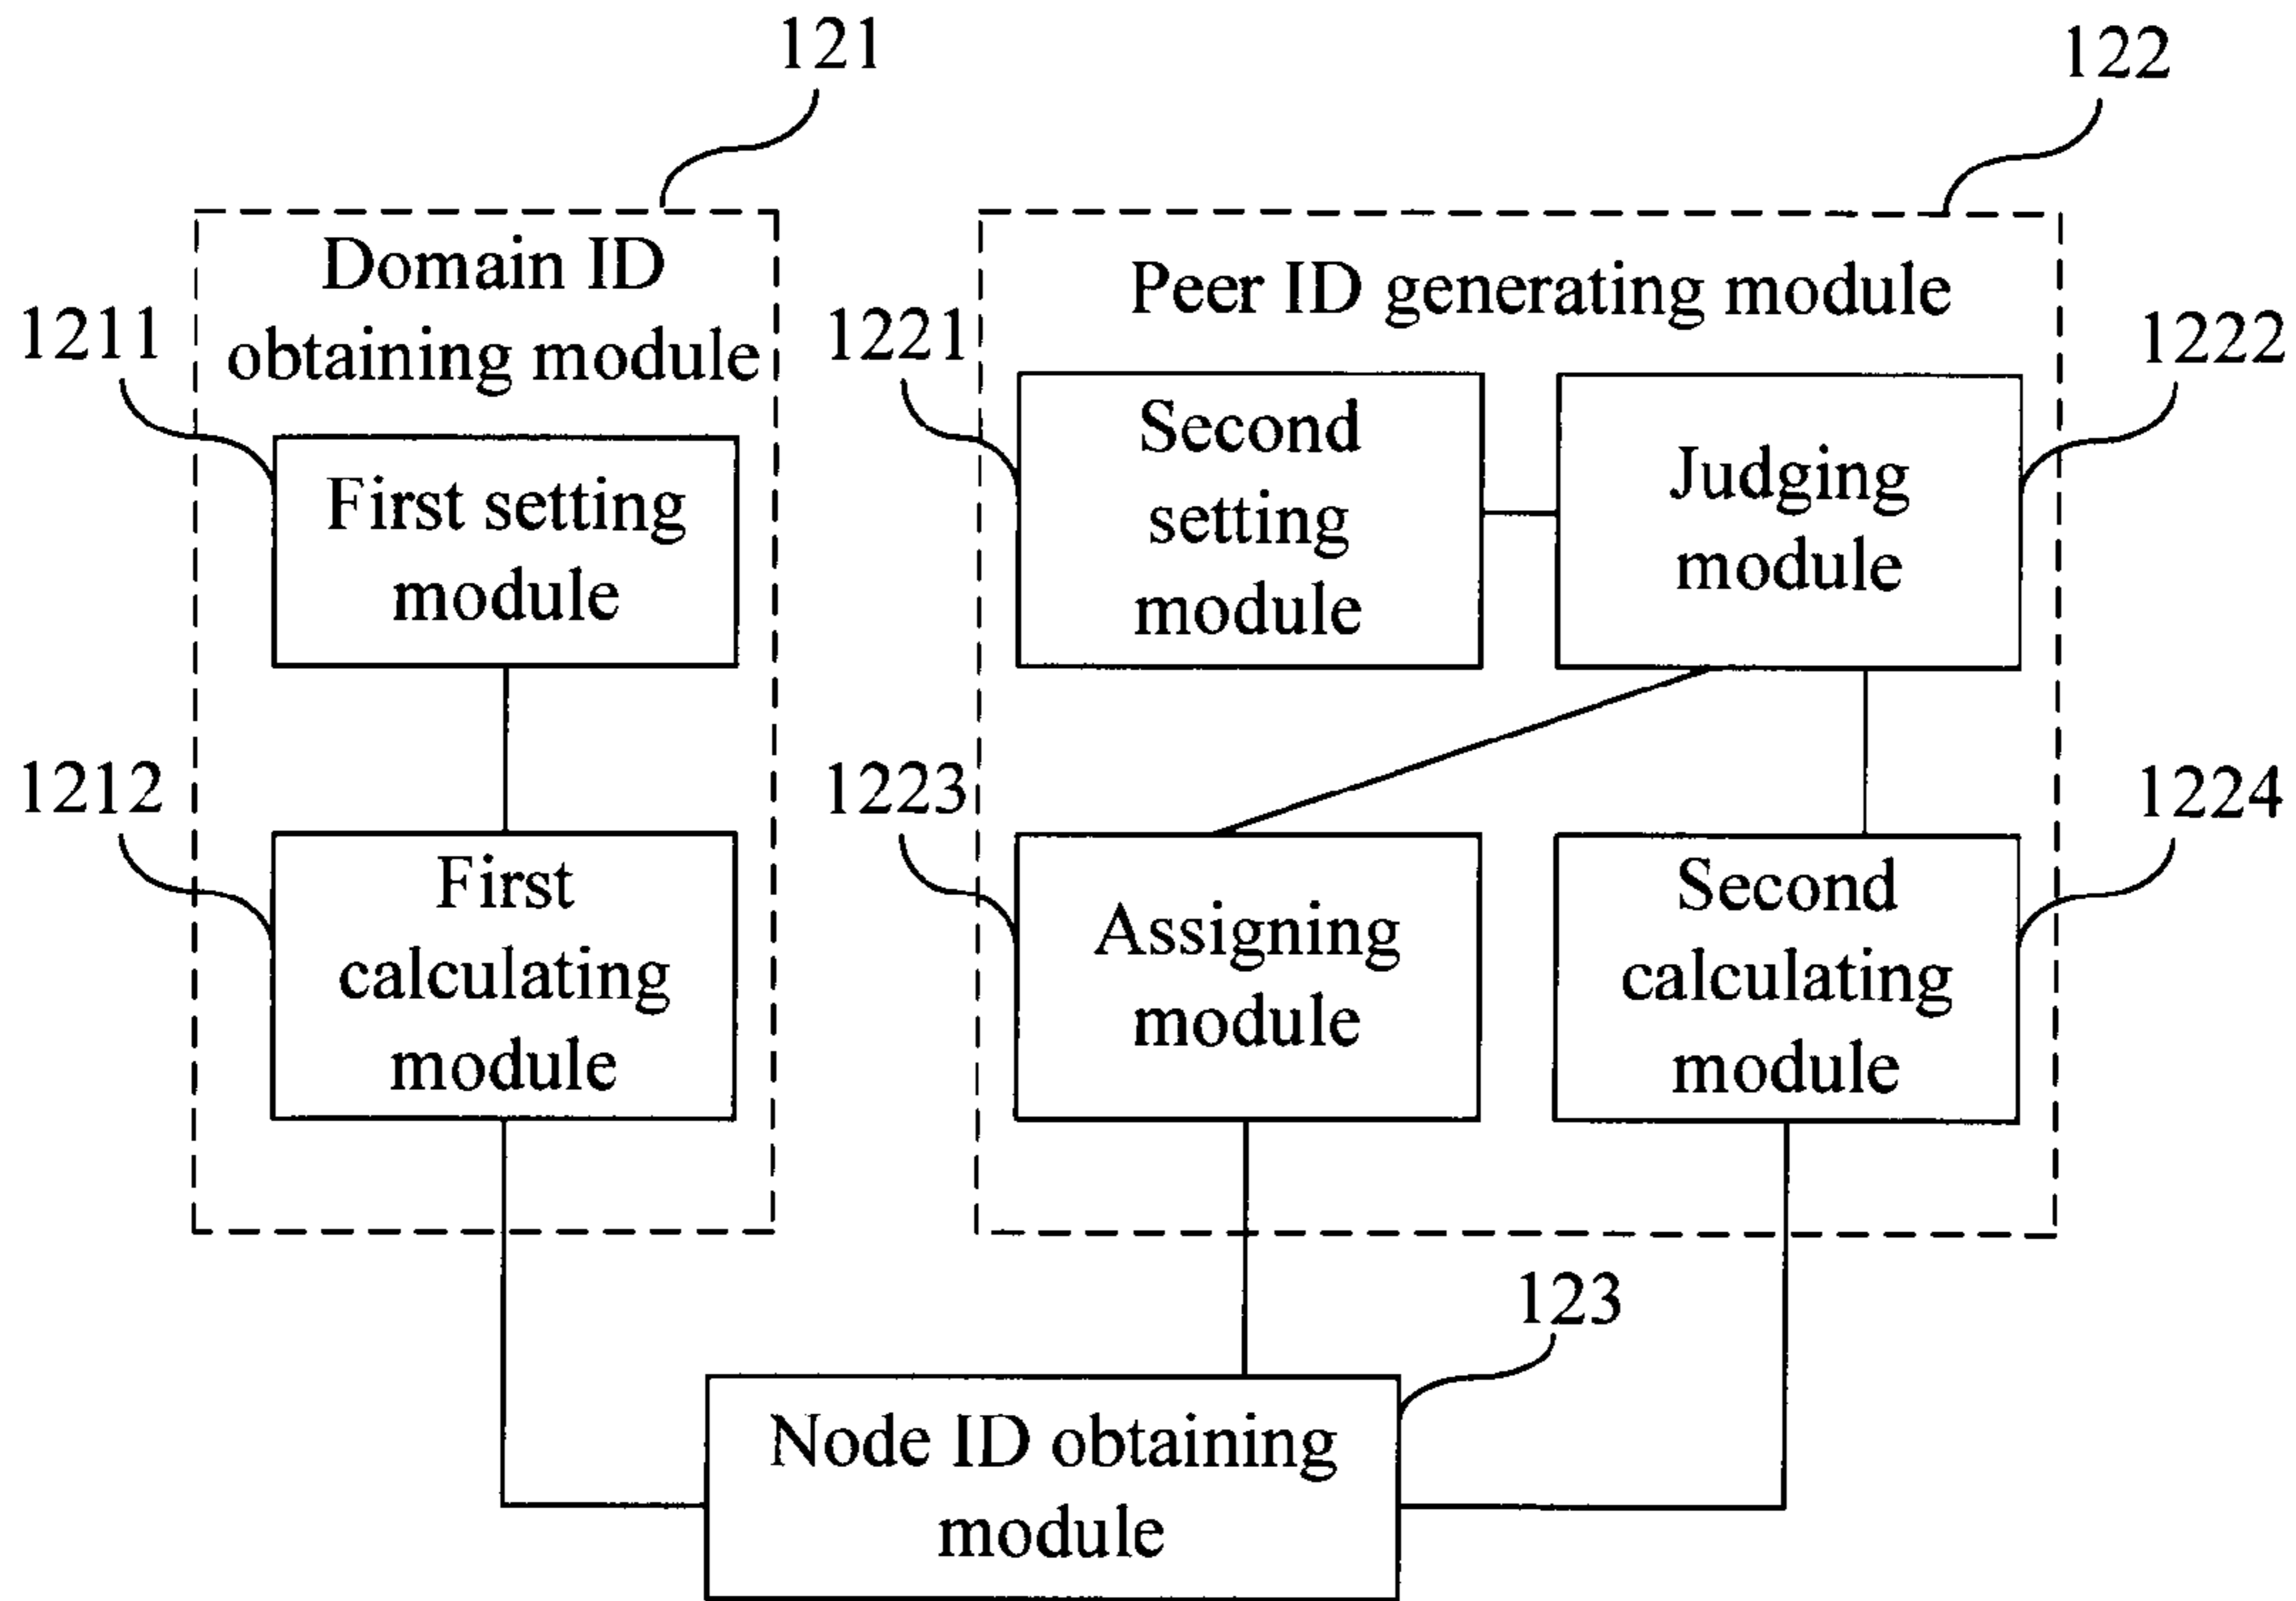 121
122
Domain ID
obtaining module
Peer ID generating module
1211
1221
1222
First setting
module
Second
setting
module
Judging
module
1212
1223
1224
First
calculating
module
Assigning
module
Second
calculating
module
123
Node ID obtaining
module